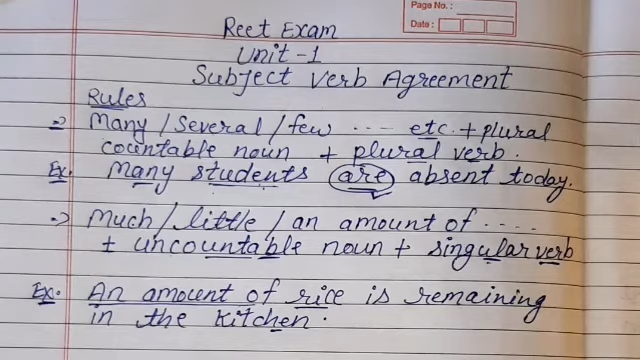 Page No.:
Date:
Reet Exam
Unit-1
Subject Verb Agreement
Rules
⇒ Many / Several / few ---- etc. + plural
countable noun + plural verb.
Ex. Many students are absent today.
⇒ Much / little / an amount of ----
+ uncountable noun + singular verb
Ex:- An amount of rice is remaining
in the kitchen.